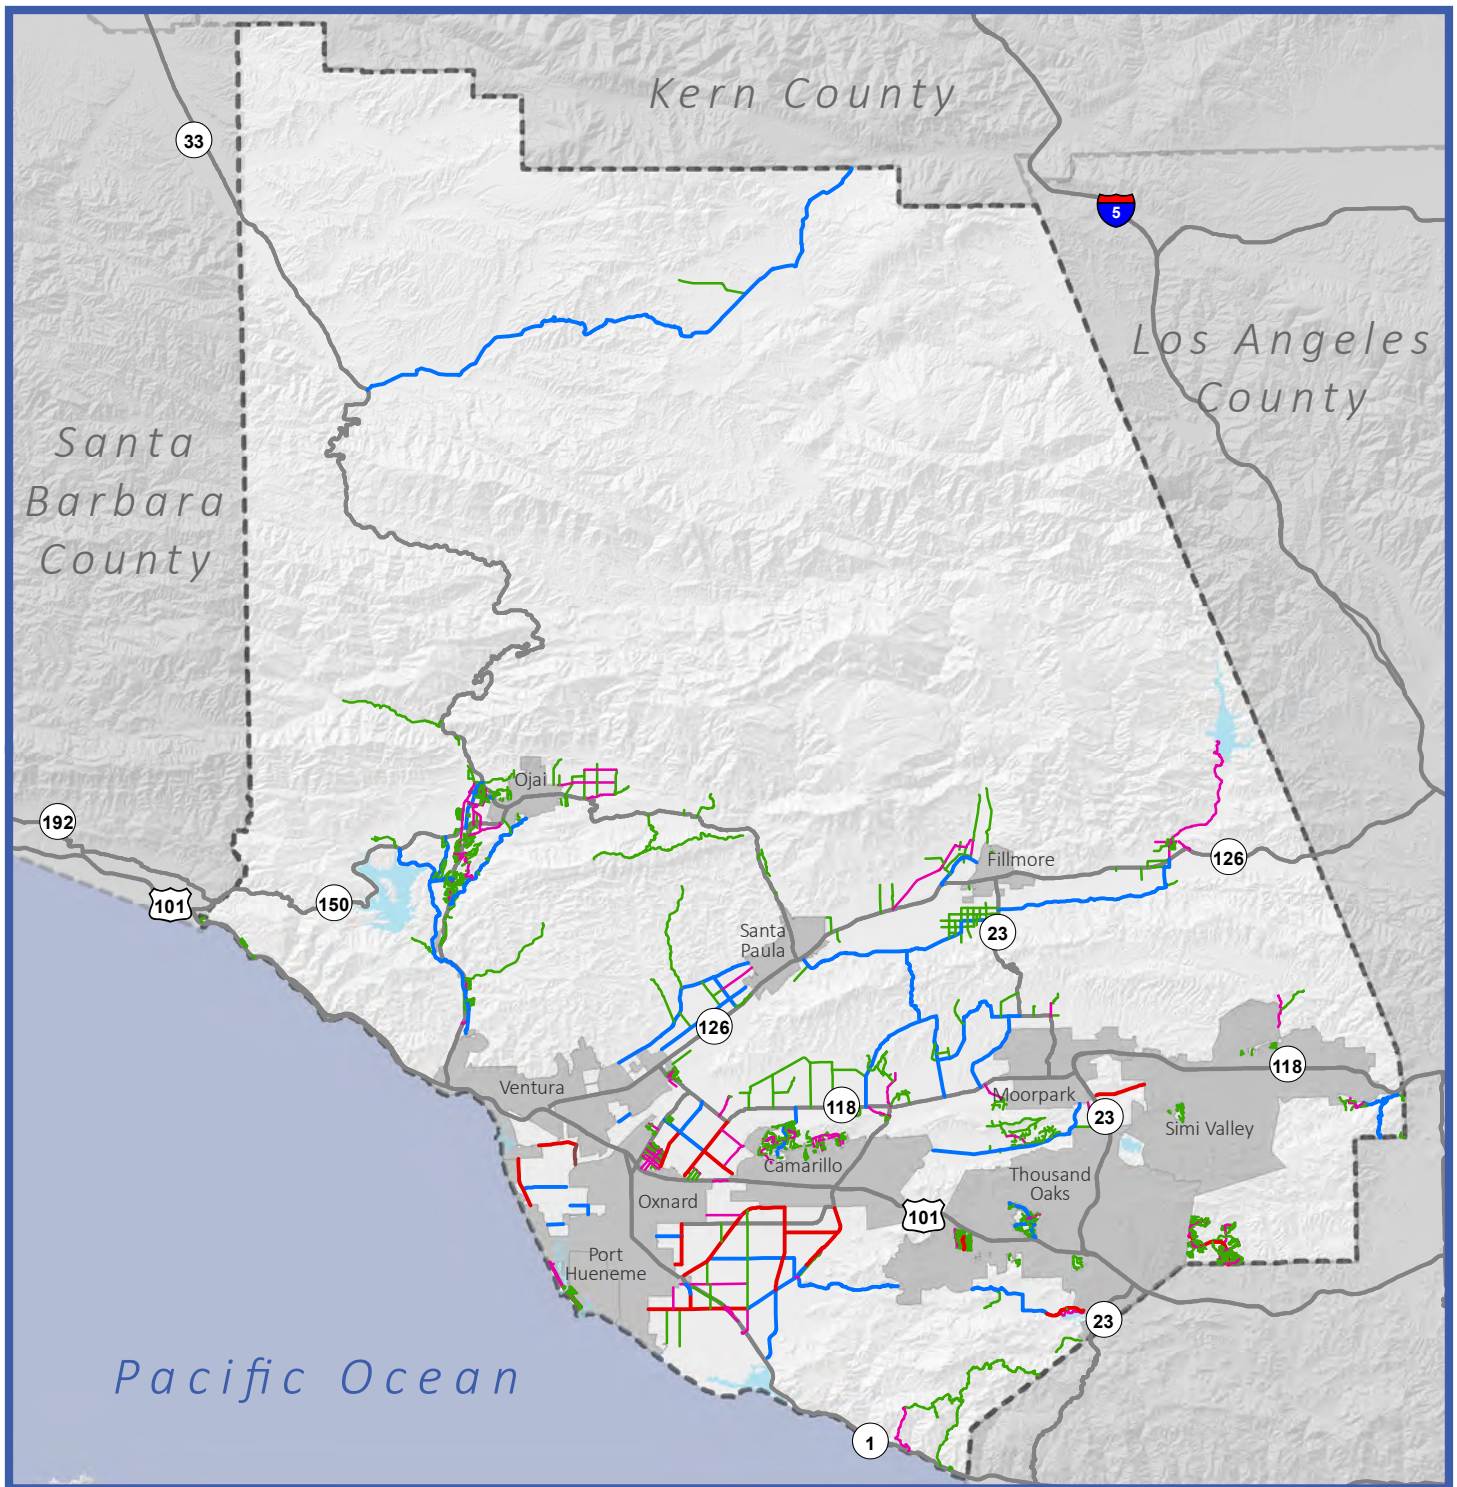 Kern County
33
5
Los Angeles
County
Santa
Barbara
County
Ojai
192
101
150
Fillmore
126
23
Santa
Paula
126
Ventura
118
118
Moorpark
23
Simi Valley
Camarillo
Thousand
Oaks
Oxnard
101
Port
Hueneme
23
Pacific Ocean
1